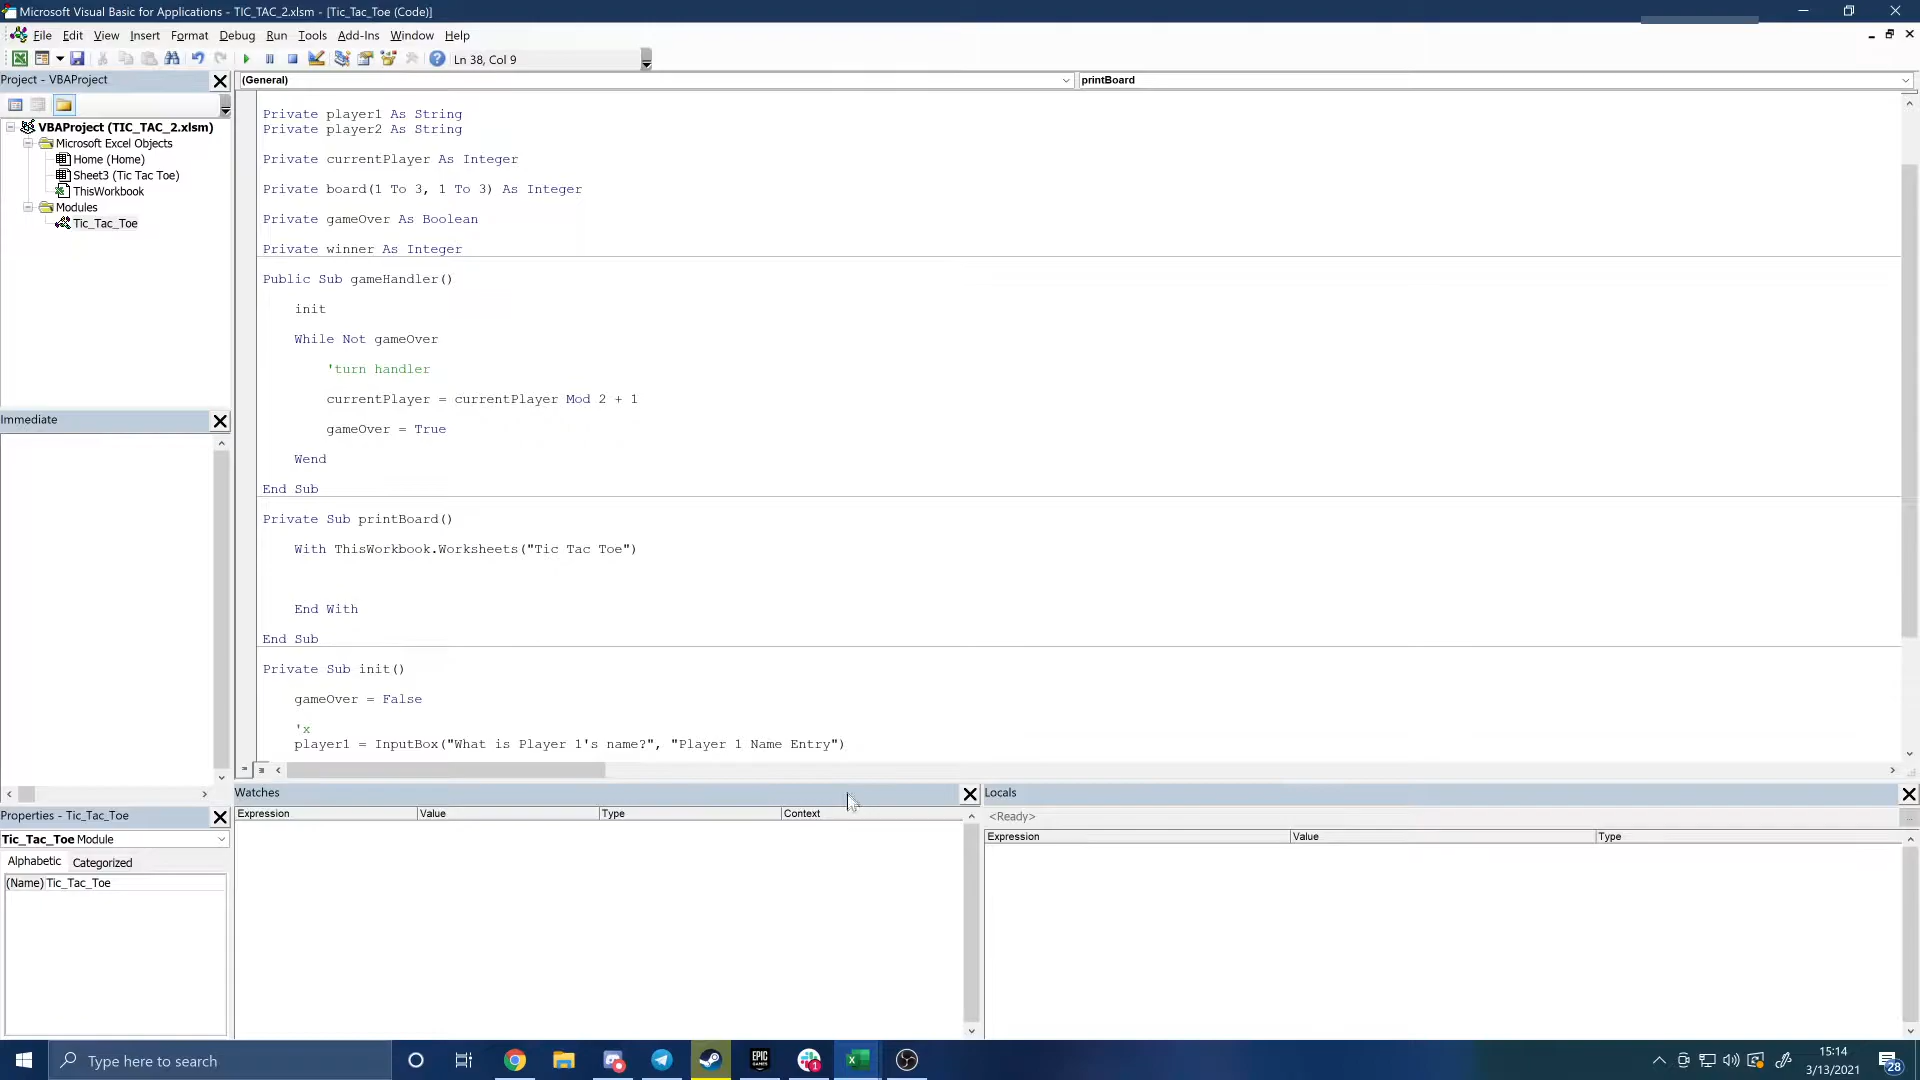 Microsoft Visual Basic for Applications - TIC_TAC_2.xlsm - [Tic_Tac_Toe (Code)]
File Edit View Insert Format Debug Run Tools Add-Ins Window Help
Ln 38, Col 9
Project - VBAProject
VBAProject (TIC_TAC_2.xlsm)
Microsoft Excel Objects
Home (Home)
Sheet3 (Tic Tac Toe)
ThisWorkbook
Modules
Tic_Tac_Toe
Immediate
Properties - Tic_Tac_Toe
Tic_Tac_Toe Module
Alphabetic Categorized
(Name) Tic_Tac_Toe
(General) printBoard
Private player1 As String
Private player2 As String
Private currentPlayer As Integer
Private board(1 To 3, 1 To 3) As Integer
Private gameOver As Boolean
Private winner As Integer
Public Sub gameHandler()
init
While Not gameOver
'turn handler
currentPlayer = currentPlayer Mod 2 + 1
gameOver = True
Wend
End Sub
Private Sub printBoard()
With ThisWorkbook.Worksheets("Tic Tac Toe")
End With
End Sub
Private Sub init()
gameOver = False
'x
player1 = InputBox("What is Player 1's name?", "Player 1 Name Entry")
Watches
Expression Value Type Context
Locals
<Ready>
Expression Value Type
Type here to search
EPIC GAMES
1
15:14
3/13/2021
28